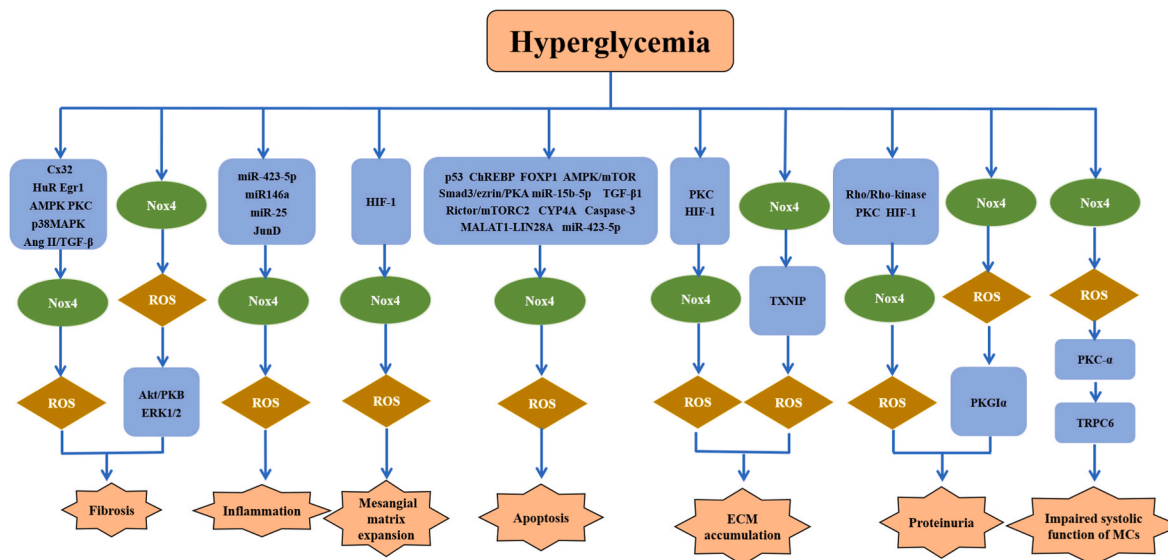 Hyperglycemia
Cx32
HuR Egr1
AMPK PKC
p38MAPK
Ang II/TGF-β
Nox4
ROS
Nox4
ROS
Akt/PKB
ERK1/2
Fibrosis
miR-423-5p
miR146a
miR-25
JunD
Nox4
ROS
Inflammation
HIF-1
Nox4
ROS
Mesangial
matrix
expansion
p53 ChREBP FOXP1 AMPK/mTOR
Smad3/ezrin/PKA miR-15b-5p TGF-β1
Rictor/mTORC2 CYP4A Caspase-3
MALAT1-LIN28A miR-423-5p
Nox4
ROS
Apoptosis
PKC
HIF-1
Nox4
ROS
Nox4
TXNIP
ROS
ECM
accumulation
Rho/Rho-kinase
PKC HIF-1
Nox4
ROS
Nox4
ROS
PKGIα
Proteinuria
Nox4
ROS
PKC-α
TRPC6
Impaired systolic
function of MCs